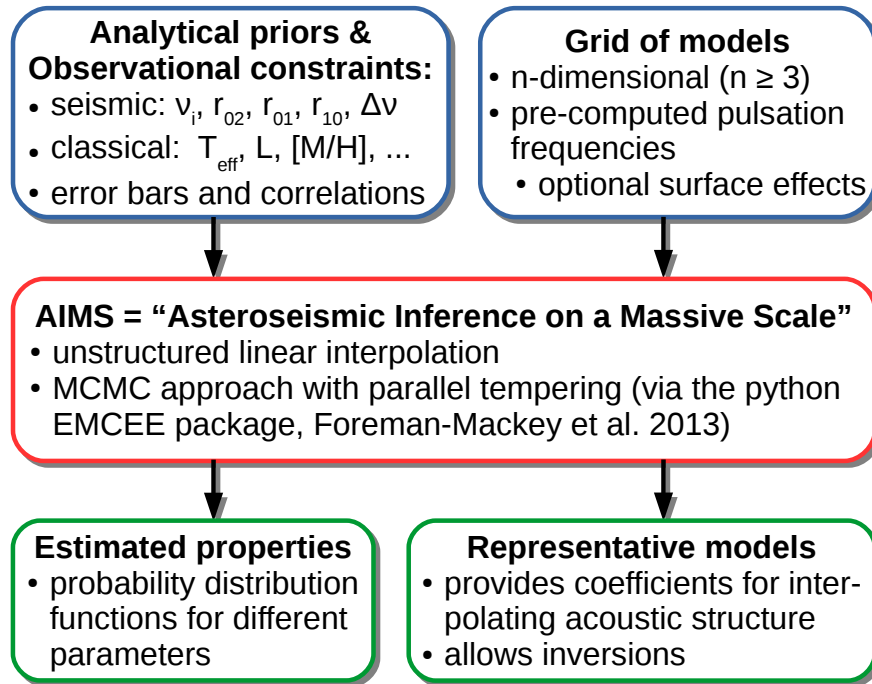 Analytical priors &
Observational constraints:
• seismic: νᵢ, r₀₂, r₀₁, r₁₀, Δν
• classical: T_eff, L, [M/H], ...
• error bars and correlations
Grid of models
• n-dimensional (n ≥ 3)
• pre-computed pulsation
frequencies
• optional surface effects
AIMS = “Asteroseismic Inference on a Massive Scale”
• unstructured linear interpolation
• MCMC approach with parallel tempering (via the python
EMCEE package, Foreman-Mackey et al. 2013)
Estimated properties
• probability distribution
functions for different
parameters
Representative models
• provides coefficients for inter-
polating acoustic structure
• allows inversions